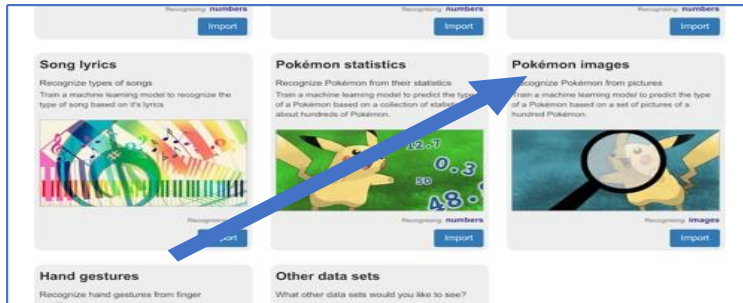 Recognising numbers
Recognising numbers
Recognising numbers
Import
Import
Import
Song lyrics
Recognize types of songs
Train a machine learning model to recognize the
type of song based on it's lyrics
Recognising
Import
Pokémon statistics
Recognize Pokémon from their statistics
Train a machine learning model to predict the type
of a Pokémon based on a collection of
about hundreds of Pokémon.
12.7
0.3
50
48.
Recognising numbers
Import
Pokémon images
Recognize Pokémon from pictures
Train a machine learning model to predict the type
of a Pokémon based on a set of pictures of a
hundred Pokémon.
Recognising images
Import
Hand gestures
Recognize hand gestures from finger
Other data sets
What other data sets would you like to see?